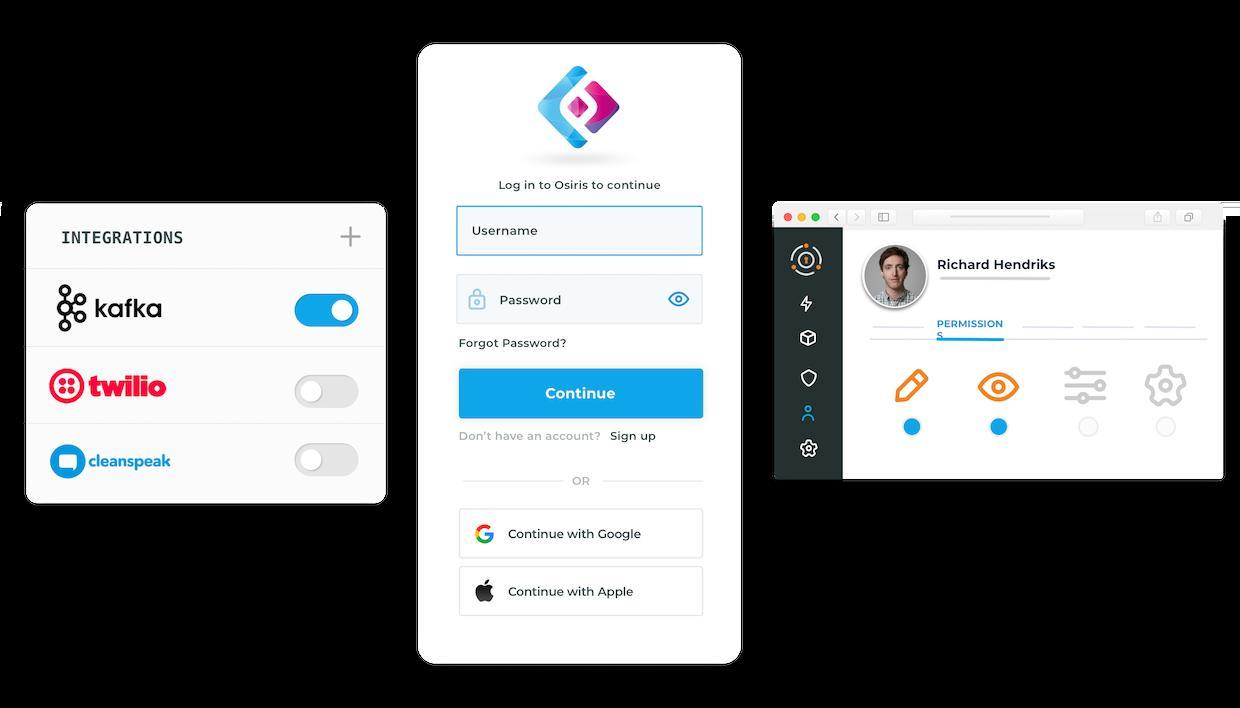 INTEGRATIONS
kafka
twilio
cleanspeak
Log in to Osiris to continue
Username
Password
Forgot Password?
Continue
Don't have an account? Sign up
OR
Continue with Google
Continue with Apple
Richard Hendriks
PERMISSION
S